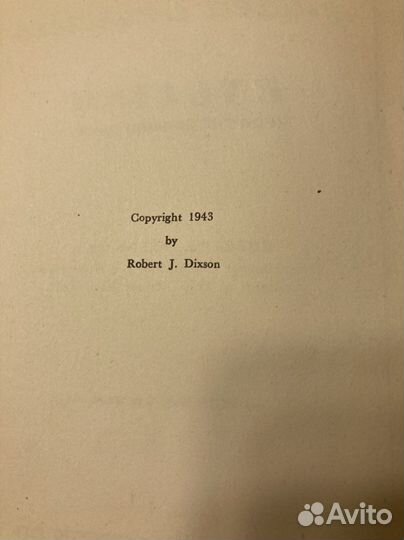 Copyright 1943
by
Robert J. Dixson
Avito